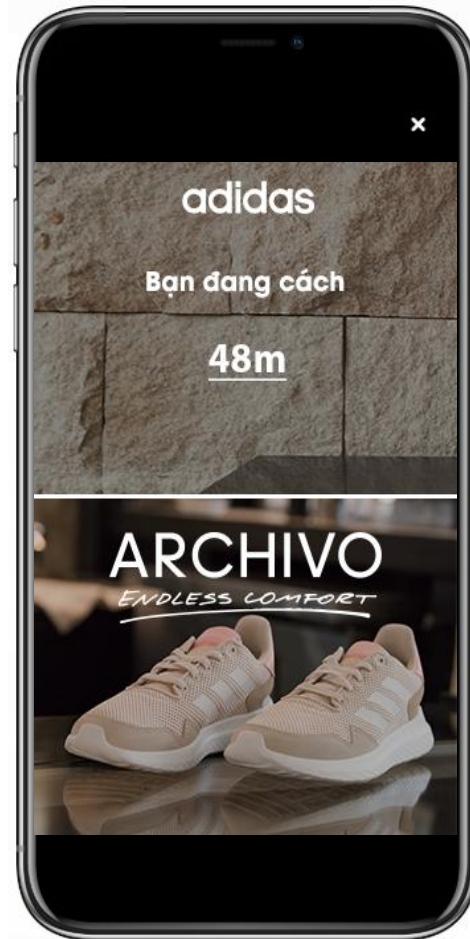 adidas
Bạn đang cách
48m
ARCHIVO
ENDLESS COMFORT